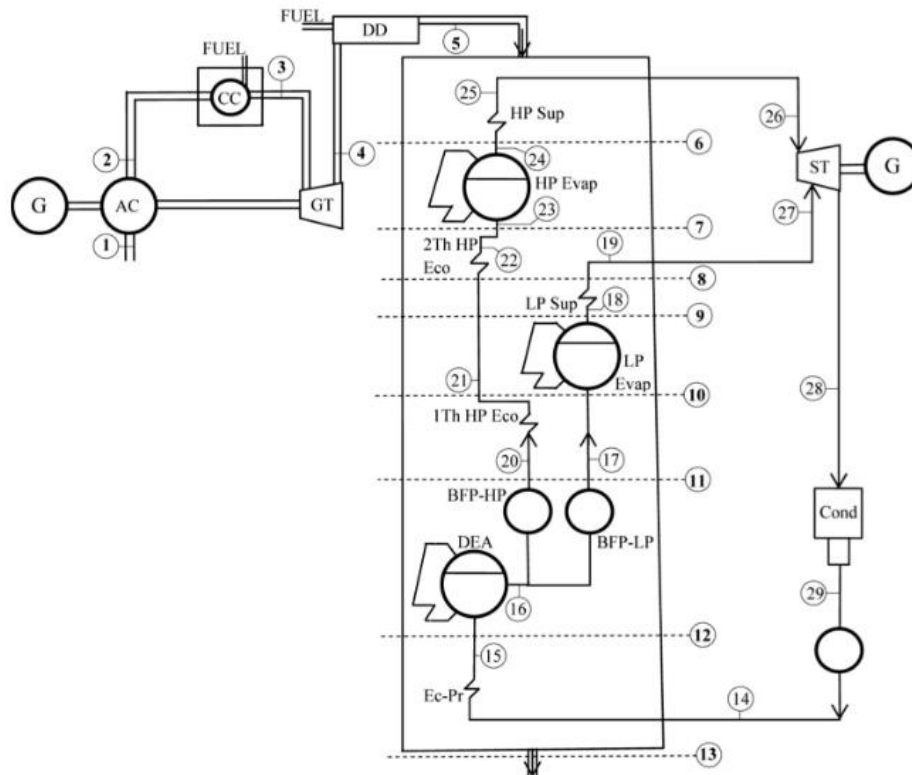 FUEL
DD
5
FUEL
3
CC
25
HP Sup
26
6
2
4
24
HP Evap
ST
G
G
AC
GT
23
27
7
1
2Th HP
Eco
22
19
8
LP Sup
18
9
LP
Evap
21
10
28
1Th HP Eco
20
17
11
BFP-HP
Cond
DEA
BFP-LP
16
29
12
15
Ec-Pr
14
13